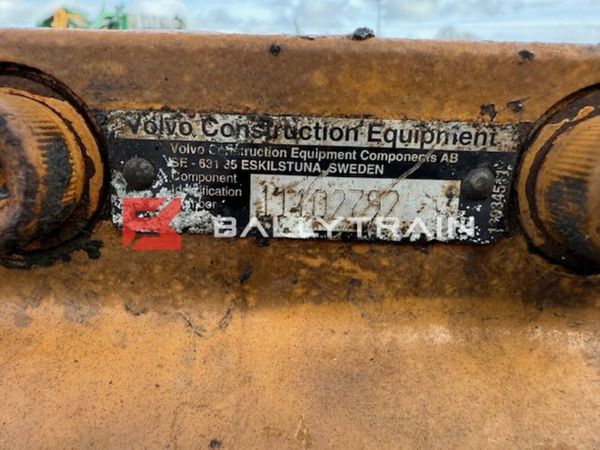 Volvo Construction Equipment
Volvo Construction Equipment Components AB
SE - 631 85 ESKILSTUNA, SWEDEN
Component
Identification
Number
BALLYTRAIN